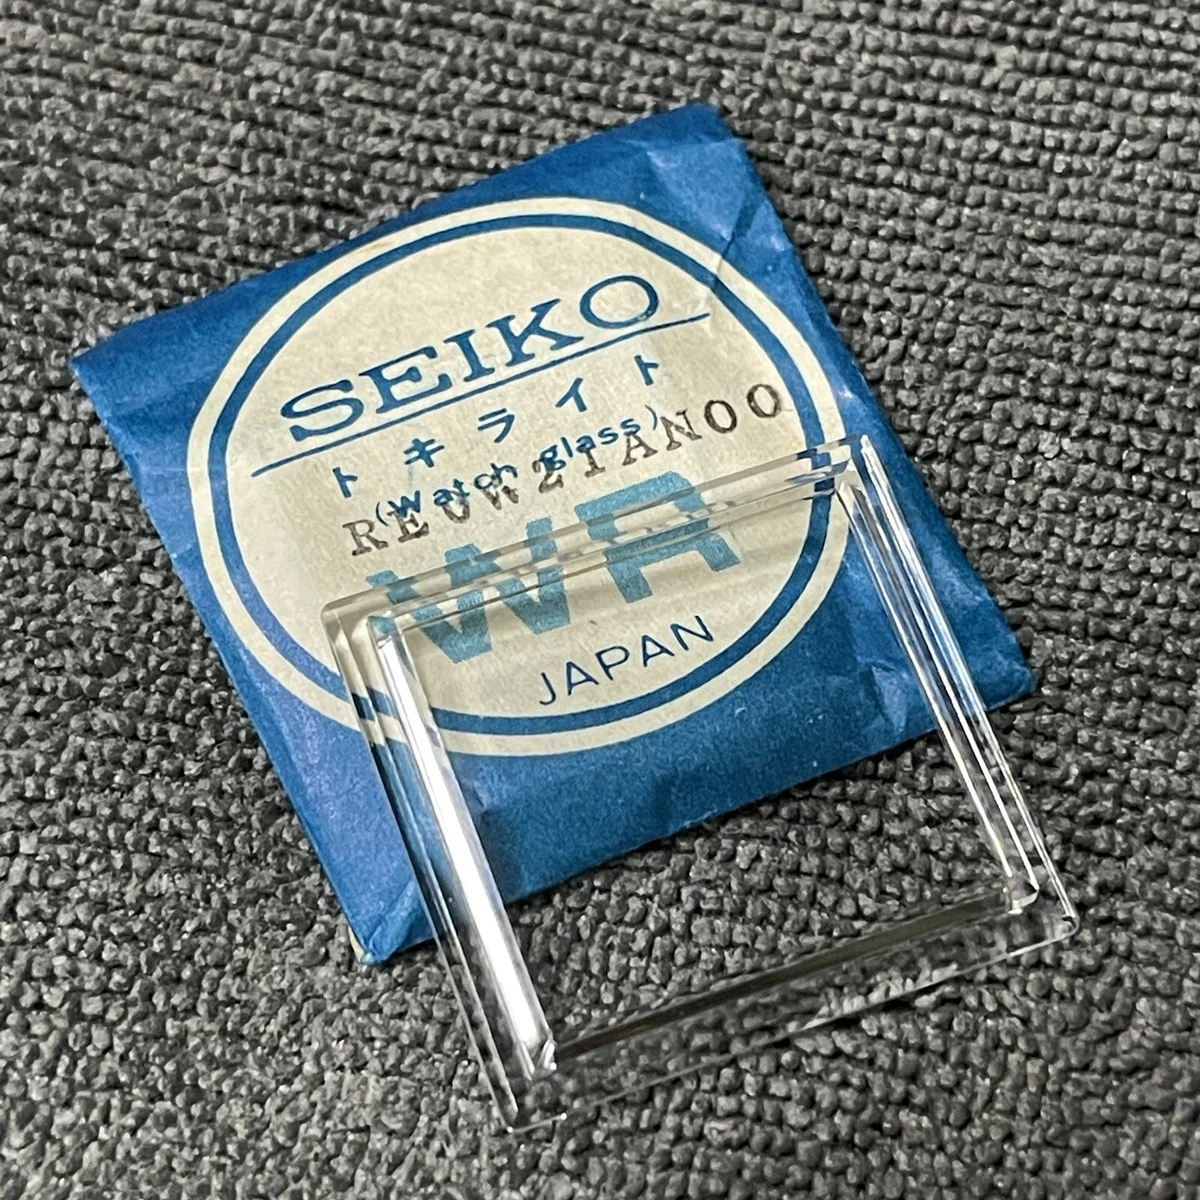 SEIKO
トキライト
(Watch glass)
RE0W21AN00
WR
JAPAN